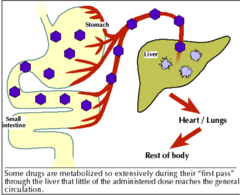 Stomach
Liver
Small
intestine
Heart / Lungs
Rest of body
Some drugs are metabolized so extensively during their "first pass"
through the liver that little of the administered dose reaches the general
circulation.